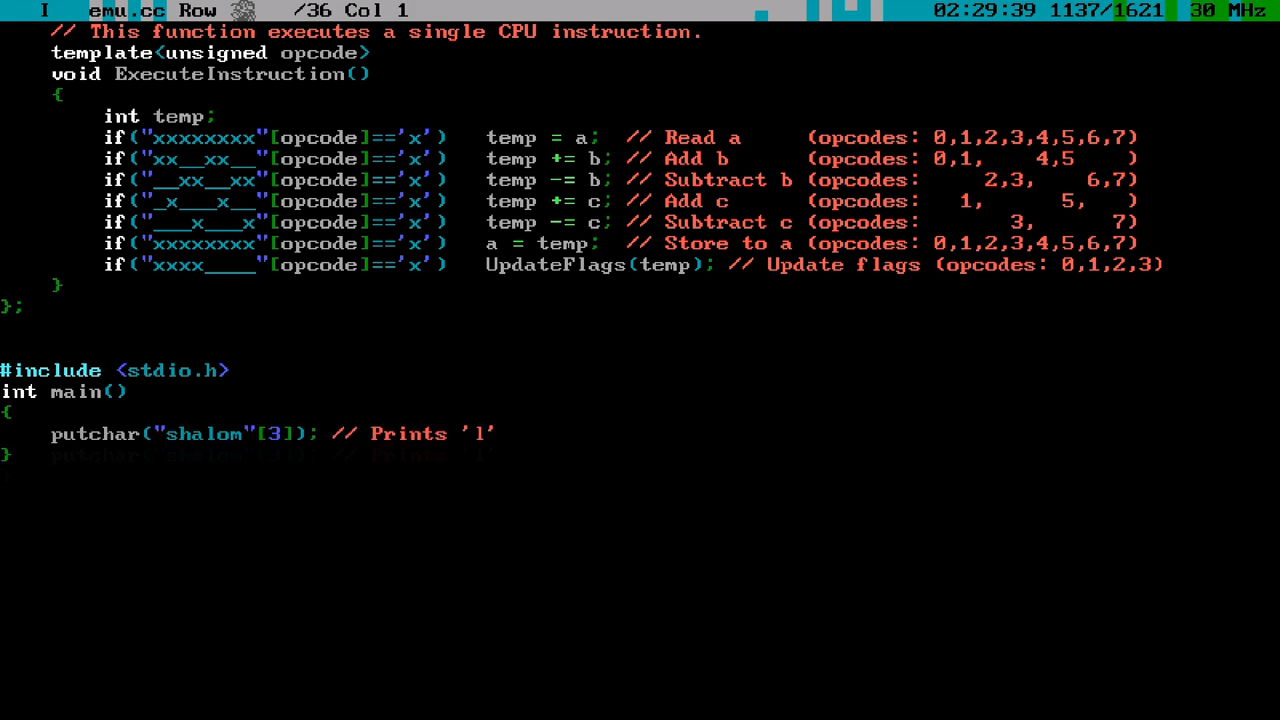 I emu.cc Row /36 Col 1 02:29:39 1137/1621 30 MHz
// This function executes a single CPU instruction.
template<unsigned opcode>
void ExecuteInstruction()
{
int temp;
if("xxxxxxxx"[opcode]=='x') temp = a; // Read a (opcodes: 0,1,2,3,4,5,6,7)
if("xx__xx__"[opcode]=='x') temp += b; // Add b (opcodes: 0,1, 4,5 )
if("__xx__xx"[opcode]=='x') temp -= b; // Subtract b (opcodes: 2,3, 6,7)
if("_x___x__"[opcode]=='x') temp += c; // Add c (opcodes: 1, 5, )
if("___x___x"[opcode]=='x') temp -= c; // Subtract c (opcodes: 3, 7)
if("xxxxxxxx"[opcode]=='x') a = temp; // Store to a (opcodes: 0,1,2,3,4,5,6,7)
if("xxxx____"[opcode]=='x') UpdateFlags(temp); // Update flags (opcodes: 0,1,2,3)
}
};
#include <stdio.h>
int main()
{
putchar("shalom"[3]); // Prints 'l'
} putchar("shalom"[3]); // Prints 'l'